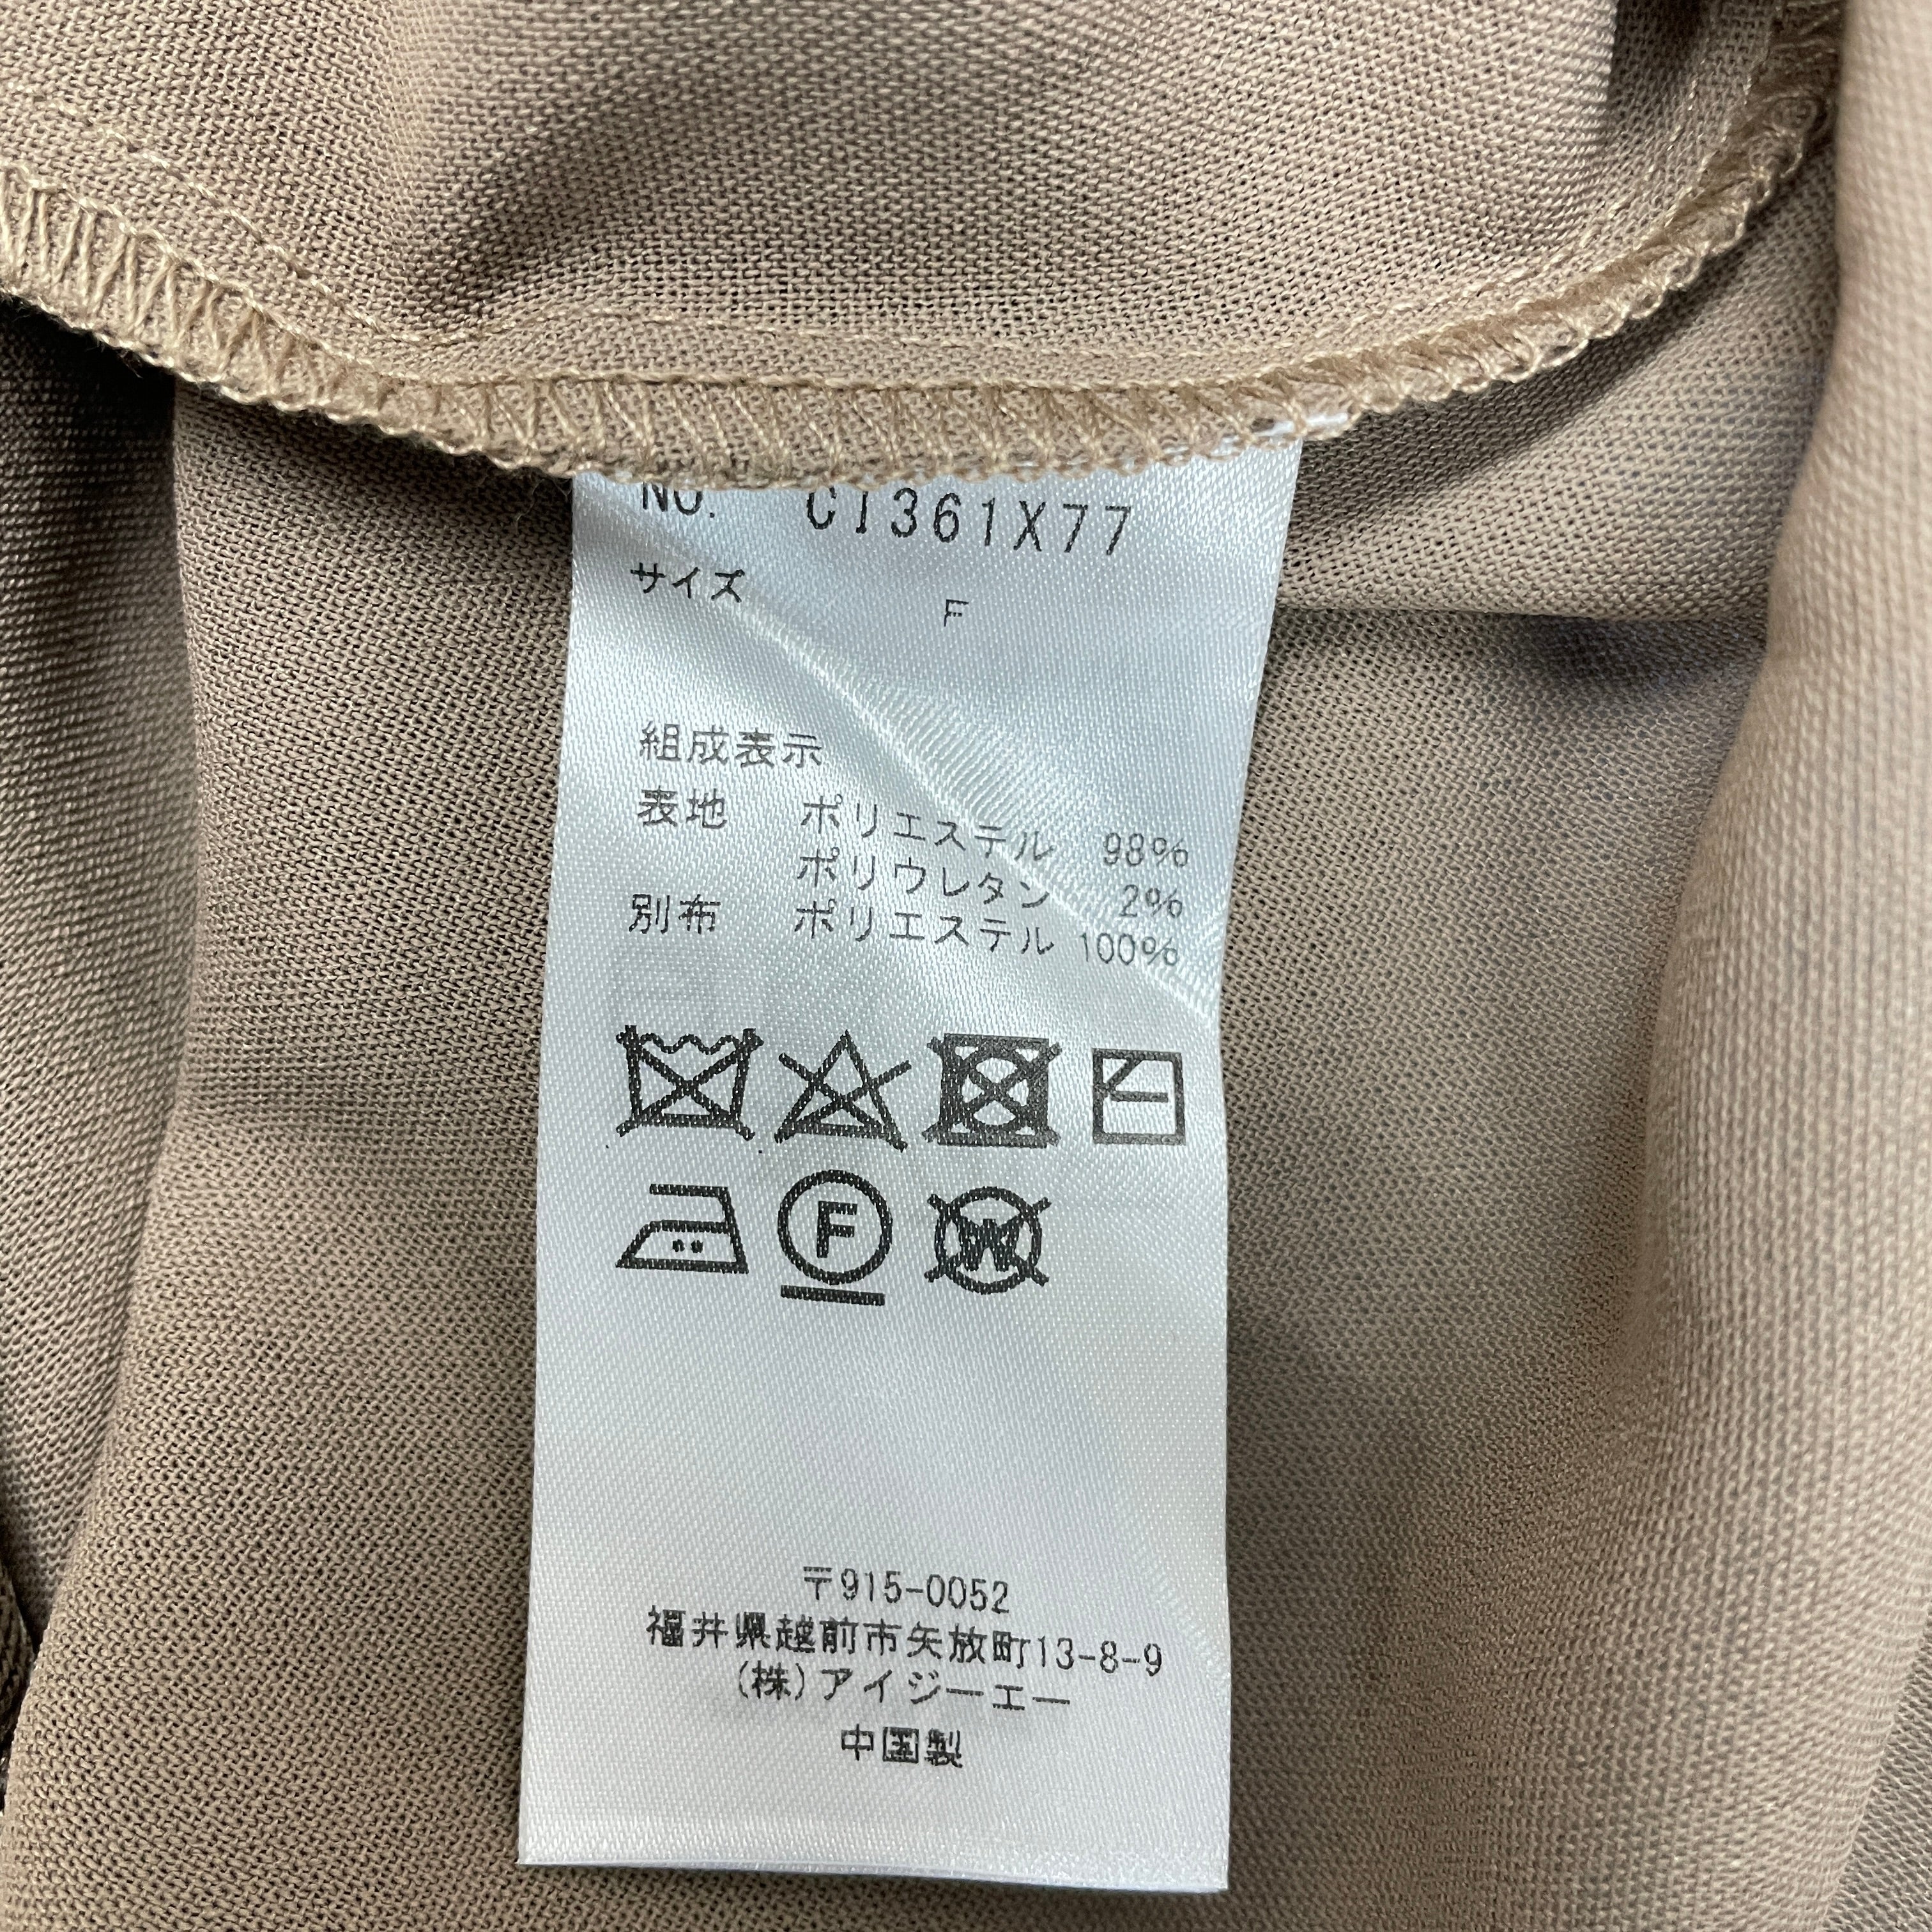 NO. CI361X77
サイズ F
組成表示
表地 ポリエステル 98%
ポリウレタン 2%
別布 ポリエステル 100%
F W
〒915-0052
福井県越前市矢放町13-8-9
(株)アイジーエー
中国製